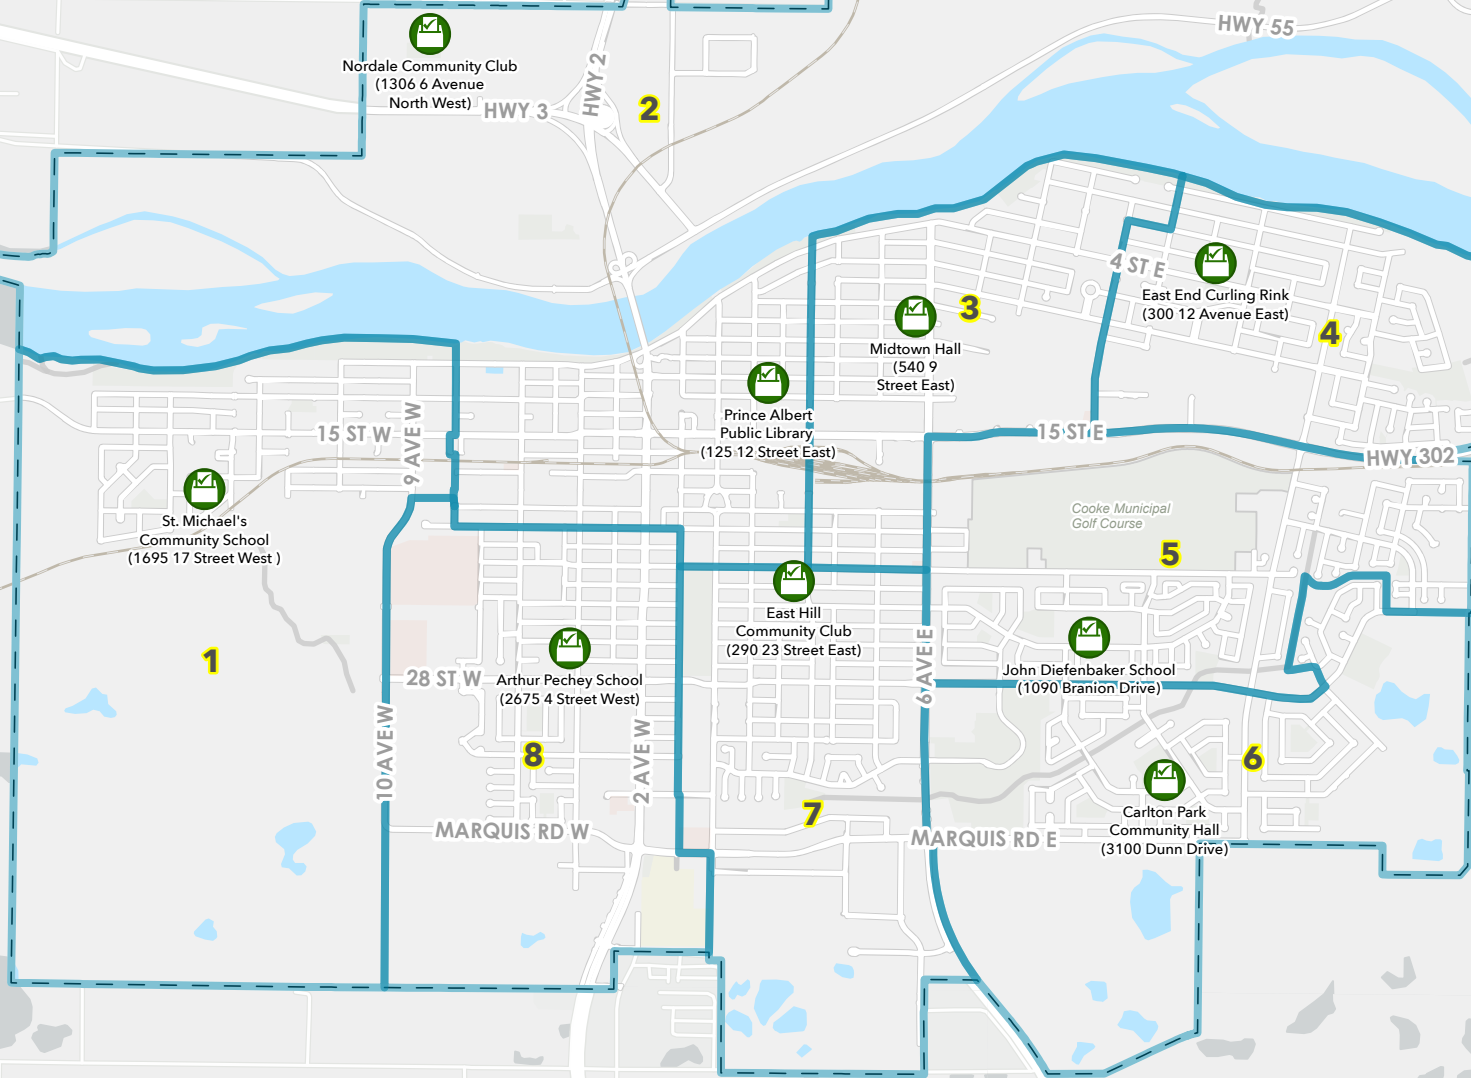 HWY 55
Nordale Community Club
(1306 6 Avenue
North West)
HWY 2
HWY 3
2
4 ST E
East End Curling Rink
(300 12 Avenue East)
3
4
Midtown Hall
(540 9
Street East)
Prince Albert
Public Library
(125 12 Street East)
15 ST W
9 AVE W
15 ST E
HWY 302
St. Michael's
Community School
(1695 17 Street West )
Cooke Municipal
Golf Course
5
East Hill
Community Club
(290 23 Street East)
1
28 ST W
Arthur Pechey School
(2675 4 Street West)
6 AVE E
John Diefenbaker School
(1090 Branion Drive)
10 AVE W
8
2 AVE W
6
7
Carlton Park
Community Hall
(3100 Dunn Drive)
MARQUIS RD W
MARQUIS RD E